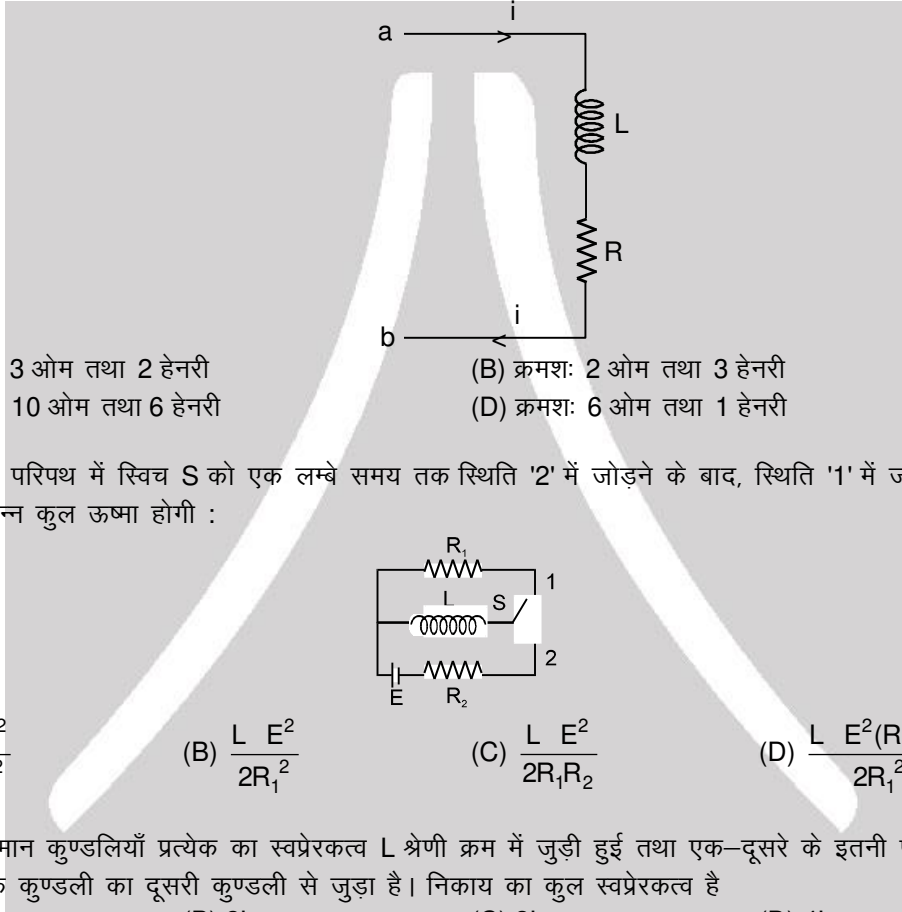 i
a
L
R
i
b
3 ओम तथा 2 हेनरी (B) क्रमशः 2 ओम तथा 3 हेनरी
10 ओम तथा 6 हेनरी (D) क्रमशः 6 ओम तथा 1 हेनरी
परिपथ में स्विच S को एक लम्बे समय तक स्थिति '2' में जोड़ने के बाद, स्थिति '1' में
कुल ऊष्मा होगी :
R₁
1
L S
2
E R₂
(B) L E² / 2R₁² (C) L E² / 2R₁R₂ (D) L E²(R / 2R₁²
कुण्डलियाँ प्रत्येक का स्वप्रेरकत्व L श्रेणी क्रम में जुड़ी हुई तथा एक–दूसरे के इतनी
कुण्डली का दूसरी कुण्डली से जुड़ा है। निकाय का कुल स्वप्रेरकत्व है